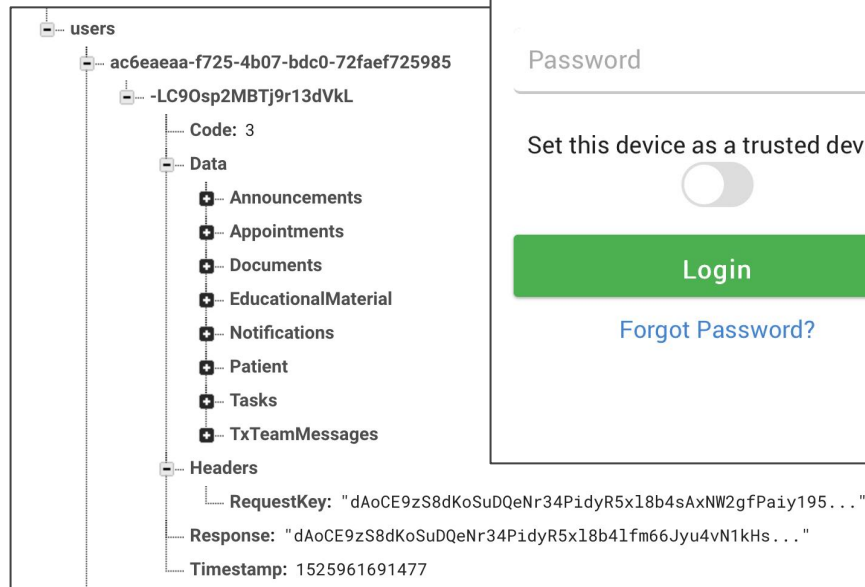 users
ac6eaeaa-f725-4b07-bdc0-72faef725985
-LC9Osp2MBTj9r13dVkL
Code: 3
Data
Announcements
Appointments
Documents
EducationalMaterial
Notifications
Patient
Tasks
TxTeamMessages
Headers
RequestKey: "dAoCE9zS8dKoSuDQeNr34PidyR5xl8b4sAxNW2gfPaiy195..."
Response: "dAoCE9zS8dKoSuDQeNr34PidyR5xl8b4lfm66Jyu4vN1kHs..."
Timestamp: 1525961691477
Password
Set this device as a trusted dev
Login
Forgot Password?